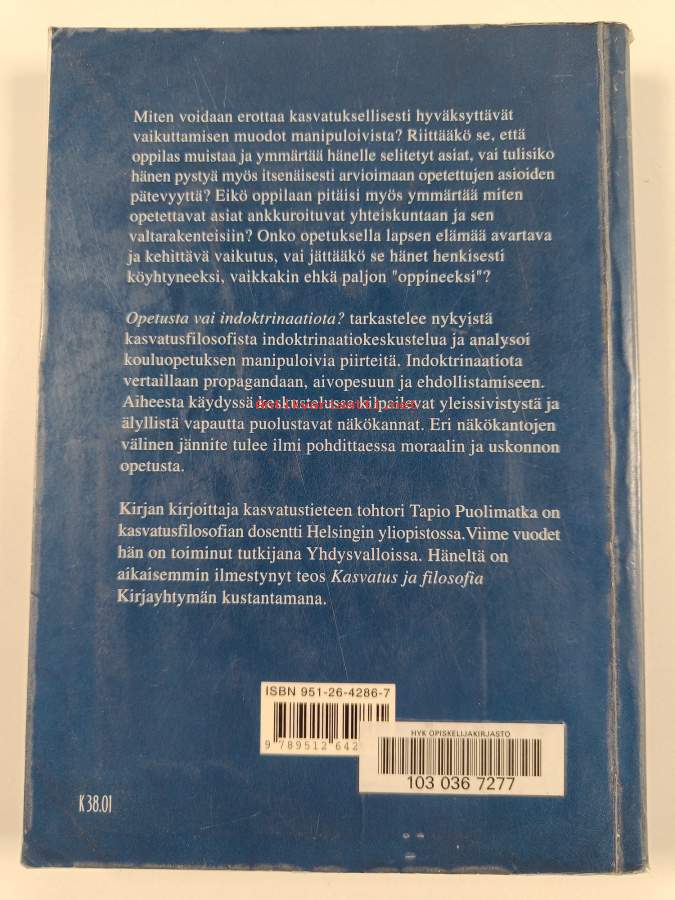 Miten voidaan erottaa kasvatuksellisesti hyväksyttävät
vaikuttamisen muodot manipuloivista? Riittääkö se, että
oppilas muistaa ja ymmärtää hänelle selitetyt asiat, vai tulisiko
hänen pystyä myös itsenäisesti arvioimaan opetettujen asioiden
pätevyyttä? Eikö oppilaan pitäisi myös ymmärtää miten
opetettavat asiat ankkuroituvat yhteiskuntaan ja sen
valtarakenteisiin? Onko opetuksella lapsen elämää avartava
ja kehittävä vaikutus, vai jättääkö se hänet henkisesti
köyhtyneeksi, vaikkakin ehkä paljon "oppineeksi"?
Opetusta vai indoktrinaatiota? tarkastelee nykyistä
kasvatusfilosofista indoktrinaatiokeskustelua ja analysoi
kouluopetuksen manipuloivia piirteitä. Indoktrinaatiota
vertaillaan propagandaan, aivopesuun ja ehdollistamiseen.
Aiheesta käydyssä keskustelussa kilpailevat yleissivistystä ja
älyllistä vapautta puolustavat näkökannat. Eri näkökantojen
välinen jännite tulee ilmi pohdittaessa moraalin ja uskonnon
opetusta.
Kirjan kirjoittaja kasvatustieteen tohtori Tapio Puolimatka on
kasvatusfilosofian dosentti Helsingin yliopistossa.Viime vuodet
hän on toiminut tutkijana Yhdysvalloissa. Häneltä on
aikaisemmin ilmestynyt teos Kasvatus ja filosofia
Kirjayhtymän kustantamana.
ISBN 951-26-4286-7
9 789512 642
HYK OPISKELIJAKIRJASTO
103 036 7277
K 38.01